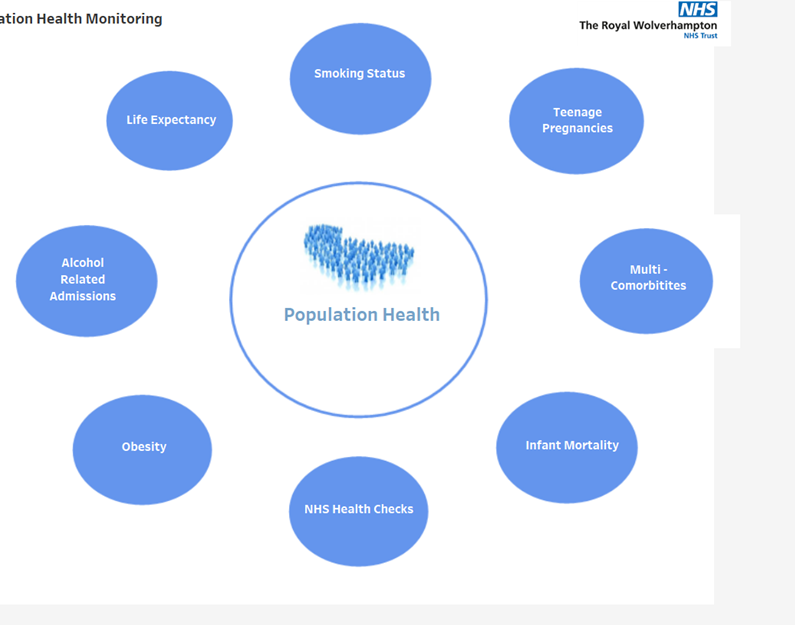 ation Health Monitoring
NHS
The Royal Wolverhampton
NHS Trust
Smoking Status
Life Expectancy
Teenage
Pregnancies
Alcohol
Related
Admissions
Multi -
Comorbitites
Population Health
Obesity
Infant Mortality
NHS Health Checks